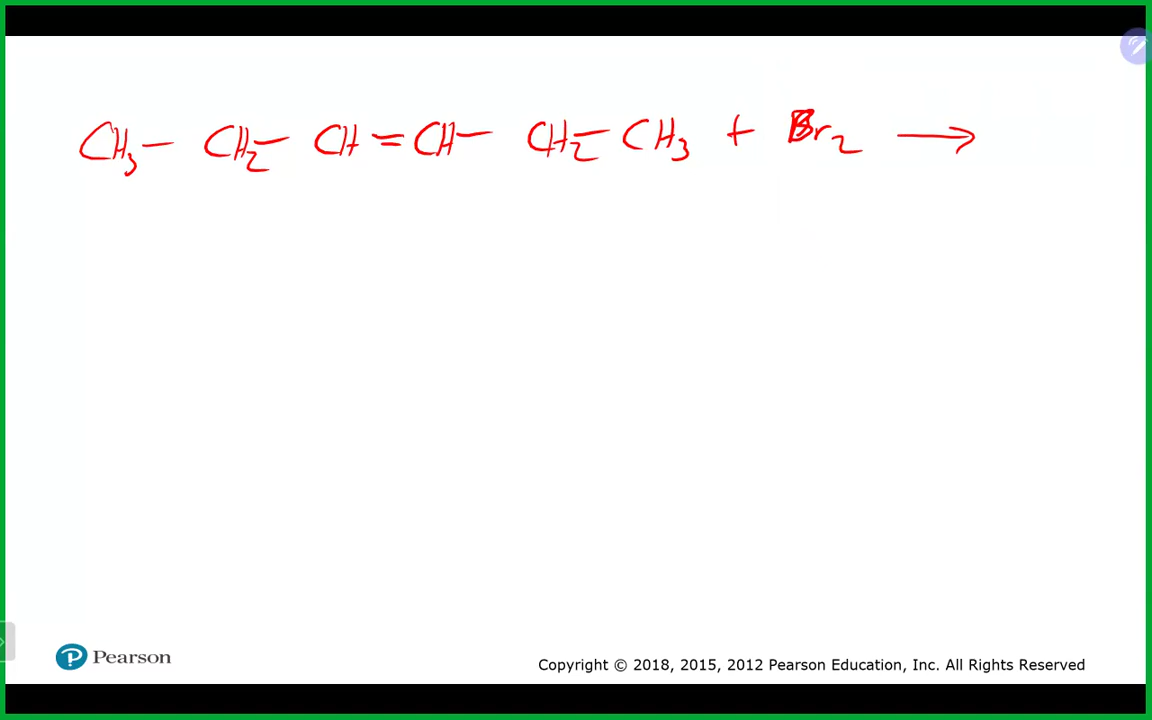 CH₃— CH₂— CH=CH— CH₂—CH₃ + Br₂ ⟶
Pearson
Copyright © 2018, 2015, 2012 Pearson Education, Inc. All Rights Reserved